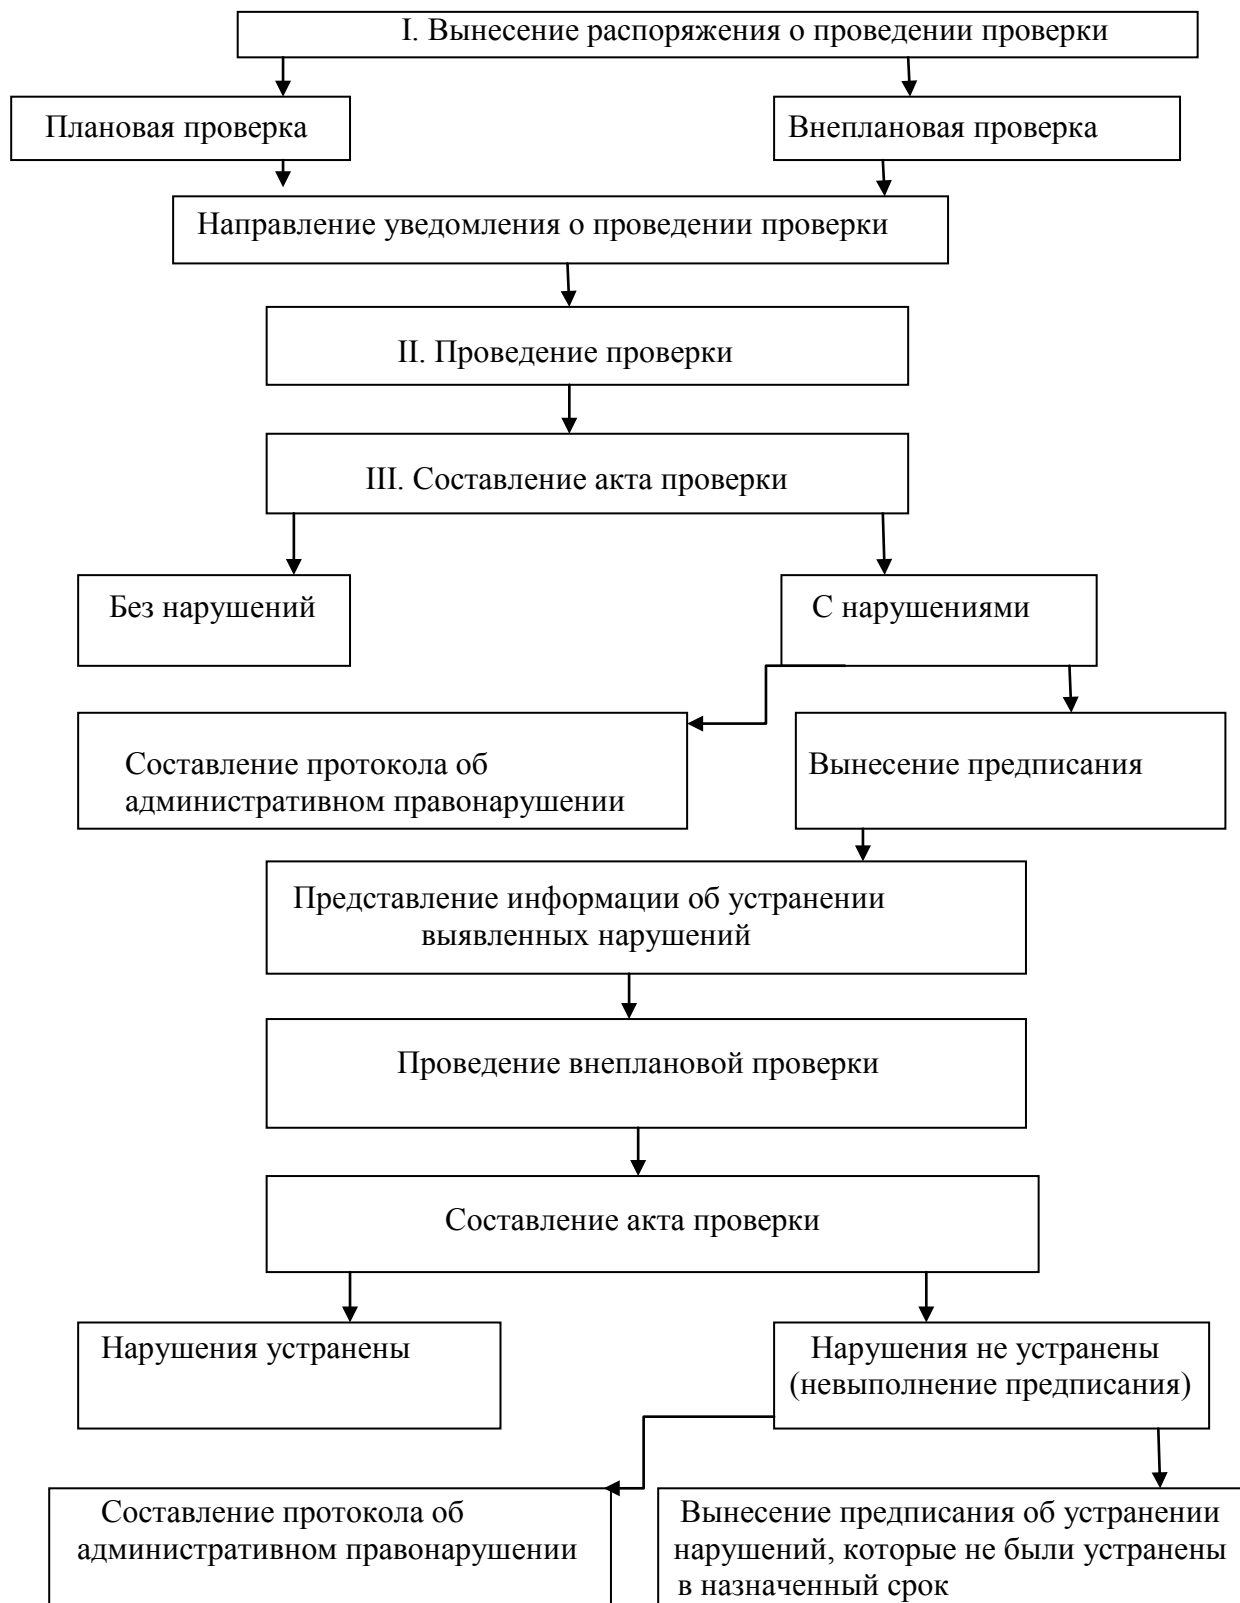 I. Вынесение распоряжения о проведении проверки
Плановая проверка
Внеплановая проверка
Направление уведомления о проведении проверки
II. Проведение проверки
III. Составление акта проверки
Без нарушений
С нарушениями
Составление протокола об
административном правонарушении
Вынесение предписания
Представление информации об устранении
выявленных нарушений
Проведение внеплановой проверки
Составление акта проверки
Нарушения устранены
Нарушения не устранены
(невыполнение предписания)
Составление протокола об
административном правонарушении
Вынесение предписания об устранении
нарушений, которые не были устранены
в назначенный срок